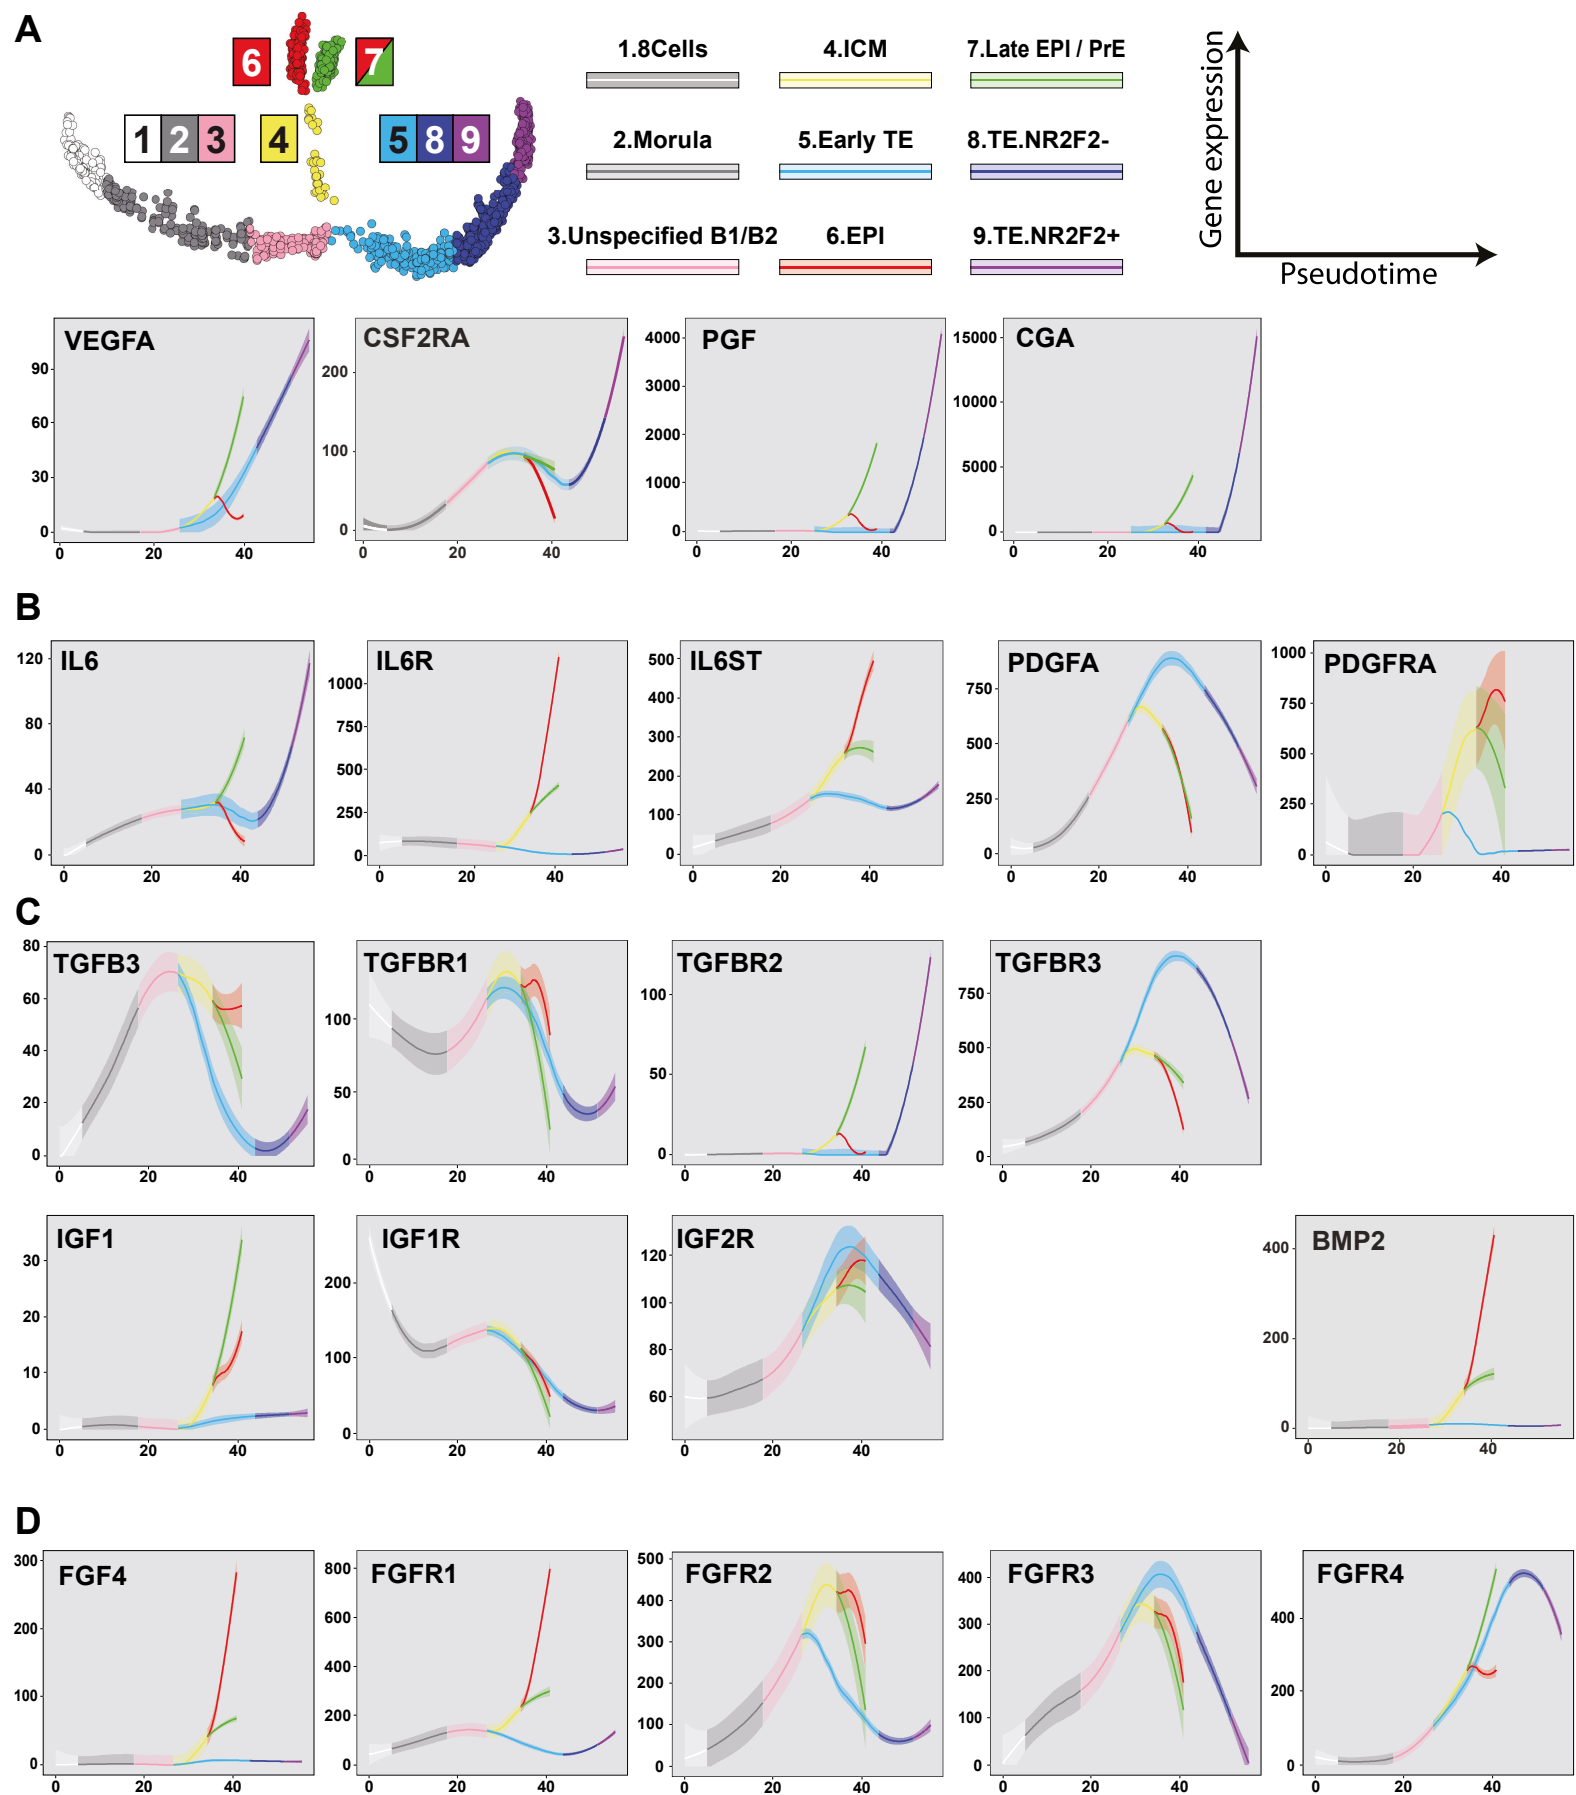 A
6
7
1 2 3
4
5 8 9
1.8Cells
4.ICM
7.Late EPI / PrE
2.Morula
5.Early TE
8.TE.NR2F2-
3.Unspecified B1/B2
6.EPI
9.TE.NR2F2+
Gene expression
Pseudotime
VEGFA
90
60
30
0
0 20 40
CSF2RA
200
100
0
0 20 40
PGF
4000
3000
2000
1000
0
0 20 40
CGA
15000
10000
5000
0
0 20 40
B
IL6
120
80
40
0
0 20 40
IL6R
1000
750
500
250
0
0 20 40
IL6ST
500
400
300
200
100
0
0 20 40
PDGFA
750
500
250
0
0 20 40
PDGFRA
1000
750
500
250
0
0 20 40
C
TGFB3
80
60
40
20
0
0 20 40
TGFBR1
100
50
0
0 20 40
TGFBR2
100
50
0
0 20 40
TGFBR3
750
500
250
0
0 20 40
IGF1
30
20
10
0
0 20 40
IGF1R
200
100
0
0 20 40
IGF2R
120
100
80
60
0 20 40
BMP2
400
200
0
0 20 40
D
FGF4
300
200
100
0
0 20 40
FGFR1
800
600
400
200
0
0 20 40
FGFR2
500
400
300
200
100
0
0 20 40
FGFR3
400
300
200
100
0
0 20 40
FGFR4
400
200
0
0 20 40